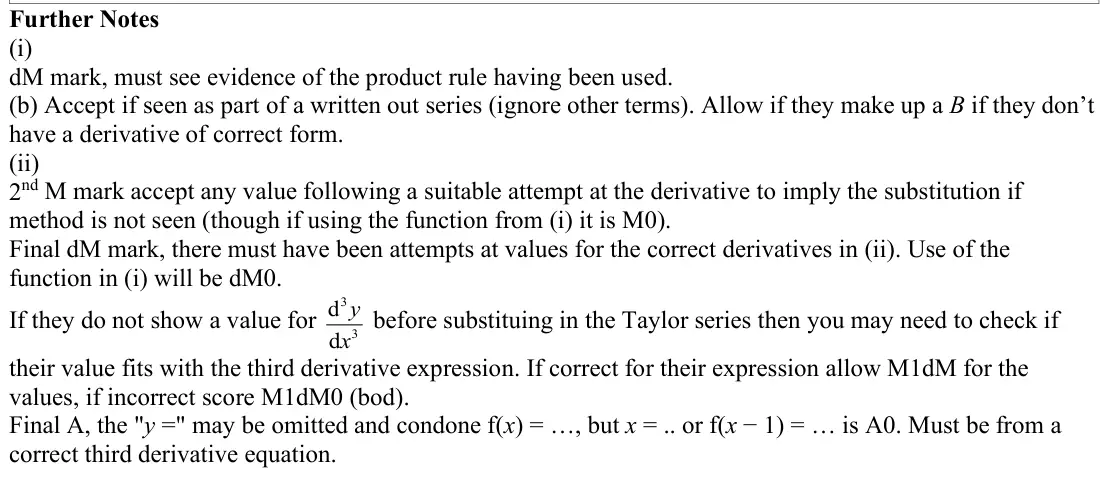 Further Notes
(i)
dM mark, must see evidence of the product rule having been used.
(b) Accept if seen as part of a written out series (ignore other terms). Allow if they make up a B if they don’t
have a derivative of correct form.
(ii)
2nd M mark accept any value following a suitable attempt at the derivative to imply the substitution if
method is not seen (though if using the function from (i) it is M0).
Final dM mark, there must have been attempts at values for the correct derivatives in (ii). Use of the
function in (i) will be dM0.
If they do not show a value for d³y/dx³ before substituing in the Taylor series then you may need to check if
their value fits with the third derivative expression. If correct for their expression allow M1dM for the
values, if incorrect score M1dM0 (bod).
Final A, the "y =" may be omitted and condone f(x) = …, but x = .. or f(x − 1) = … is A0. Must be from a
correct third derivative equation.